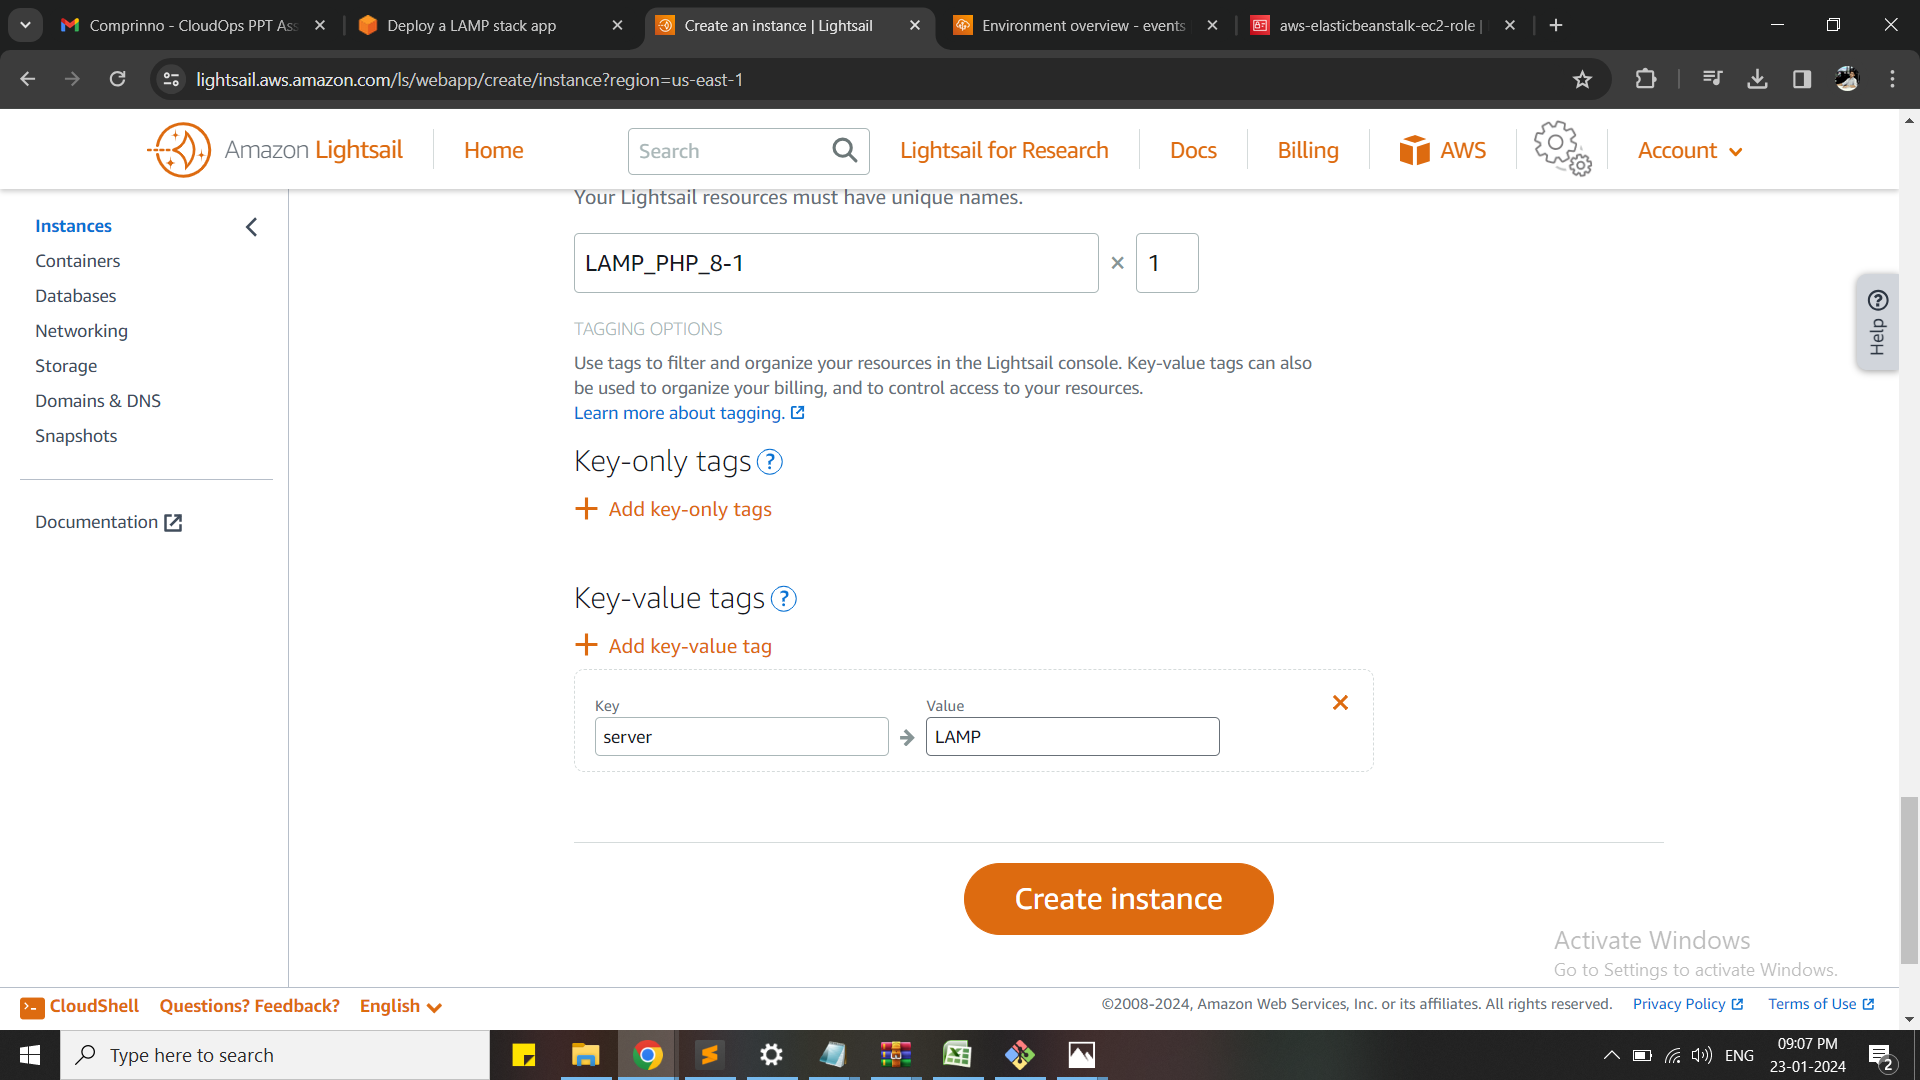 Comprinno - CloudOps PPT Ass
Deploy a LAMP stack app
Create an instance | Lightsail
Environment overview - events
aws-elasticbeanstalk-ec2-role |
lightsail.aws.amazon.com/ls/webapp/create/instance?region=us-east-1
Amazon Lightsail
Home
Search
Lightsail for Research
Docs
Billing
AWS
Account
Instances
Containers
Databases
Networking
Storage
Domains & DNS
Snapshots
Documentation
Your Lightsail resources must have unique names.
LAMP_PHP_8-1 × 1
TAGGING OPTIONS
Use tags to filter and organize your resources in the Lightsail console. Key-value tags can also
be used to organize your billing, and to control access to your resources.
Learn more about tagging.
Key-only tags ?
+ Add key-only tags
Key-value tags ?
+ Add key-value tag
Key
Value
server
LAMP
Create instance
Help ?
Activate Windows
Go to Settings to activate Windows.
CloudShell
Questions? Feedback?
English
©2008-2024, Amazon Web Services, Inc. or its affiliates. All rights reserved.
Privacy Policy
Terms of Use
Type here to search
ENG
09:07 PM
23-01-2024
2